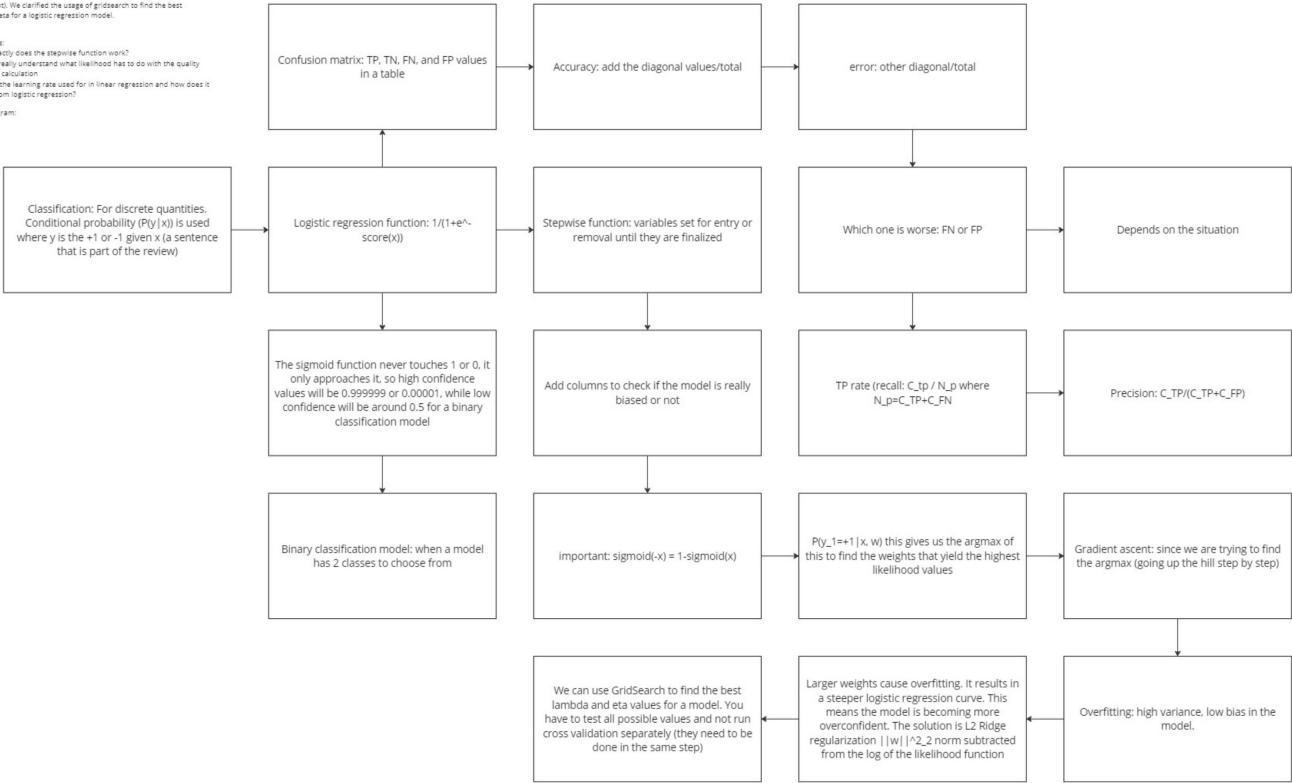 t). We clarified the usage of gridsearch to find the best
eta for a logistic regression model.
s:
actly does the stepwise function work?
really understand what likelihood has to do with the quality
calculation
the learning rate used for in linear regression and how does it
om logistic regression?
ram:
Confusion matrix: TP, TN, FN, and FP values
in a table
Accuracy: add the diagonal values/total
error: other diagonal/total
Classification: For discrete quantities.
Conditional probability (P(y|x)) is used
where y is the +1 or -1 given x (a sentence
that is part of the review)
Logistic regression function: 1/(1+e^-
score(x))
Stepwise function: variables set for entry or
removal until they are finalized
Which one is worse: FN or FP
Depends on the situation
The sigmoid function never touches 1 or 0, it
only approaches it, so high confidence
values will be 0.999999 or 0.00001, while low
confidence will be around 0.5 for a binary
classification model
Add columns to check if the model is really
biased or not
TP rate (recall: C_tp / N_p where
N_p=C_TP+C_FN
Precision: C_TP/(C_TP+C_FP)
Binary classification model: when a model
has 2 classes to choose from
important: sigmoid(-x) = 1-sigmoid(x)
P(y_1=+1|x, w) this gives us the argmax of
this to find the weights that yield the highest
likelihood values
Gradient ascent: since we are trying to find
the argmax (going up the hill step by step)
We can use GridSearch to find the best
lambda and eta values for a model. You
have to test all possible values and not run
cross validation separately (they need to be
done in the same step)
Larger weights cause overfitting. It results in
a steeper logistic regression curve. This
means the model is becoming more
overconfident. The solution is L2 Ridge
regularization ||w||^2_2 norm subtracted
from the log of the likelihood function
Overfitting: high variance, low bias in the
model.